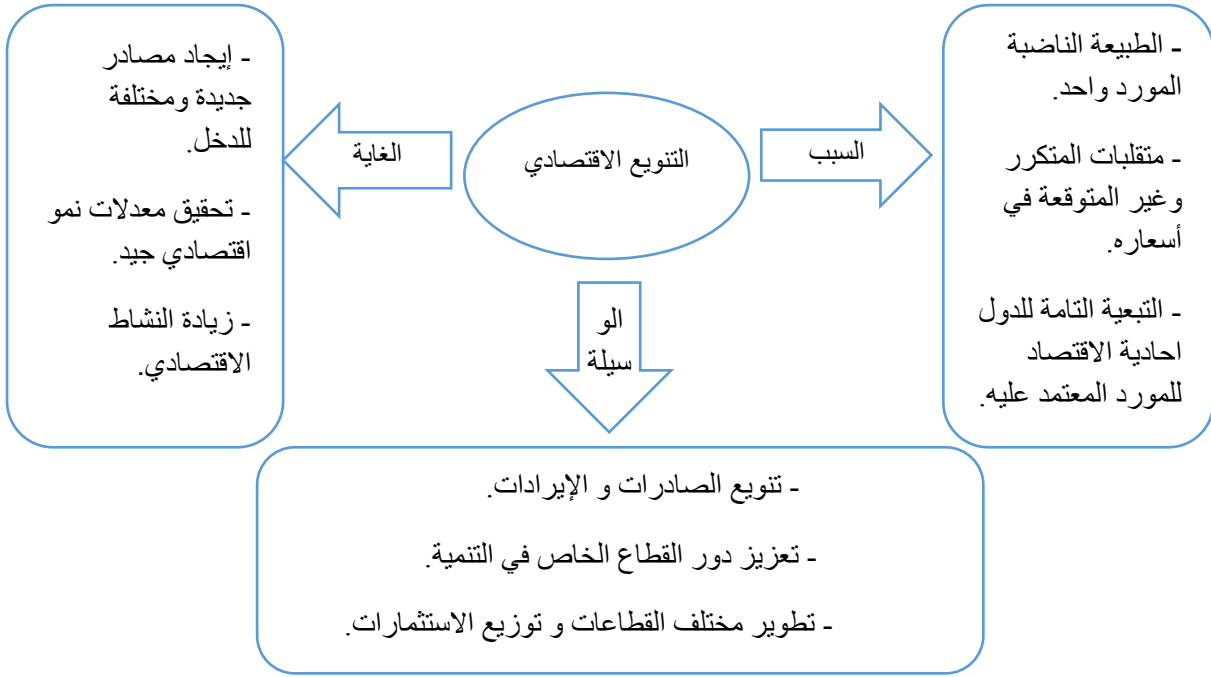 - الطبيعة الناضبة
المورد واحد.
- متقلبات المتكرر
وغير المتوقعة في
أسعاره.
- التبعية التامة للدول
احادية الاقتصاد
للمورد المعتمد عليه.
السبب
التنويع الاقتصادي
الغاية
- إيجاد مصادر
جديدة ومختلفة
للدخل.
- تحقيق معدلات نمو
اقتصادي جيد.
- زيادة النشاط
الاقتصادي.
الو
سيلة
- تنويع الصادرات و الإيرادات.
- تعزيز دور القطاع الخاص في التنمية.
- تطوير مختلف القطاعات و توزيع الاستثمارات.